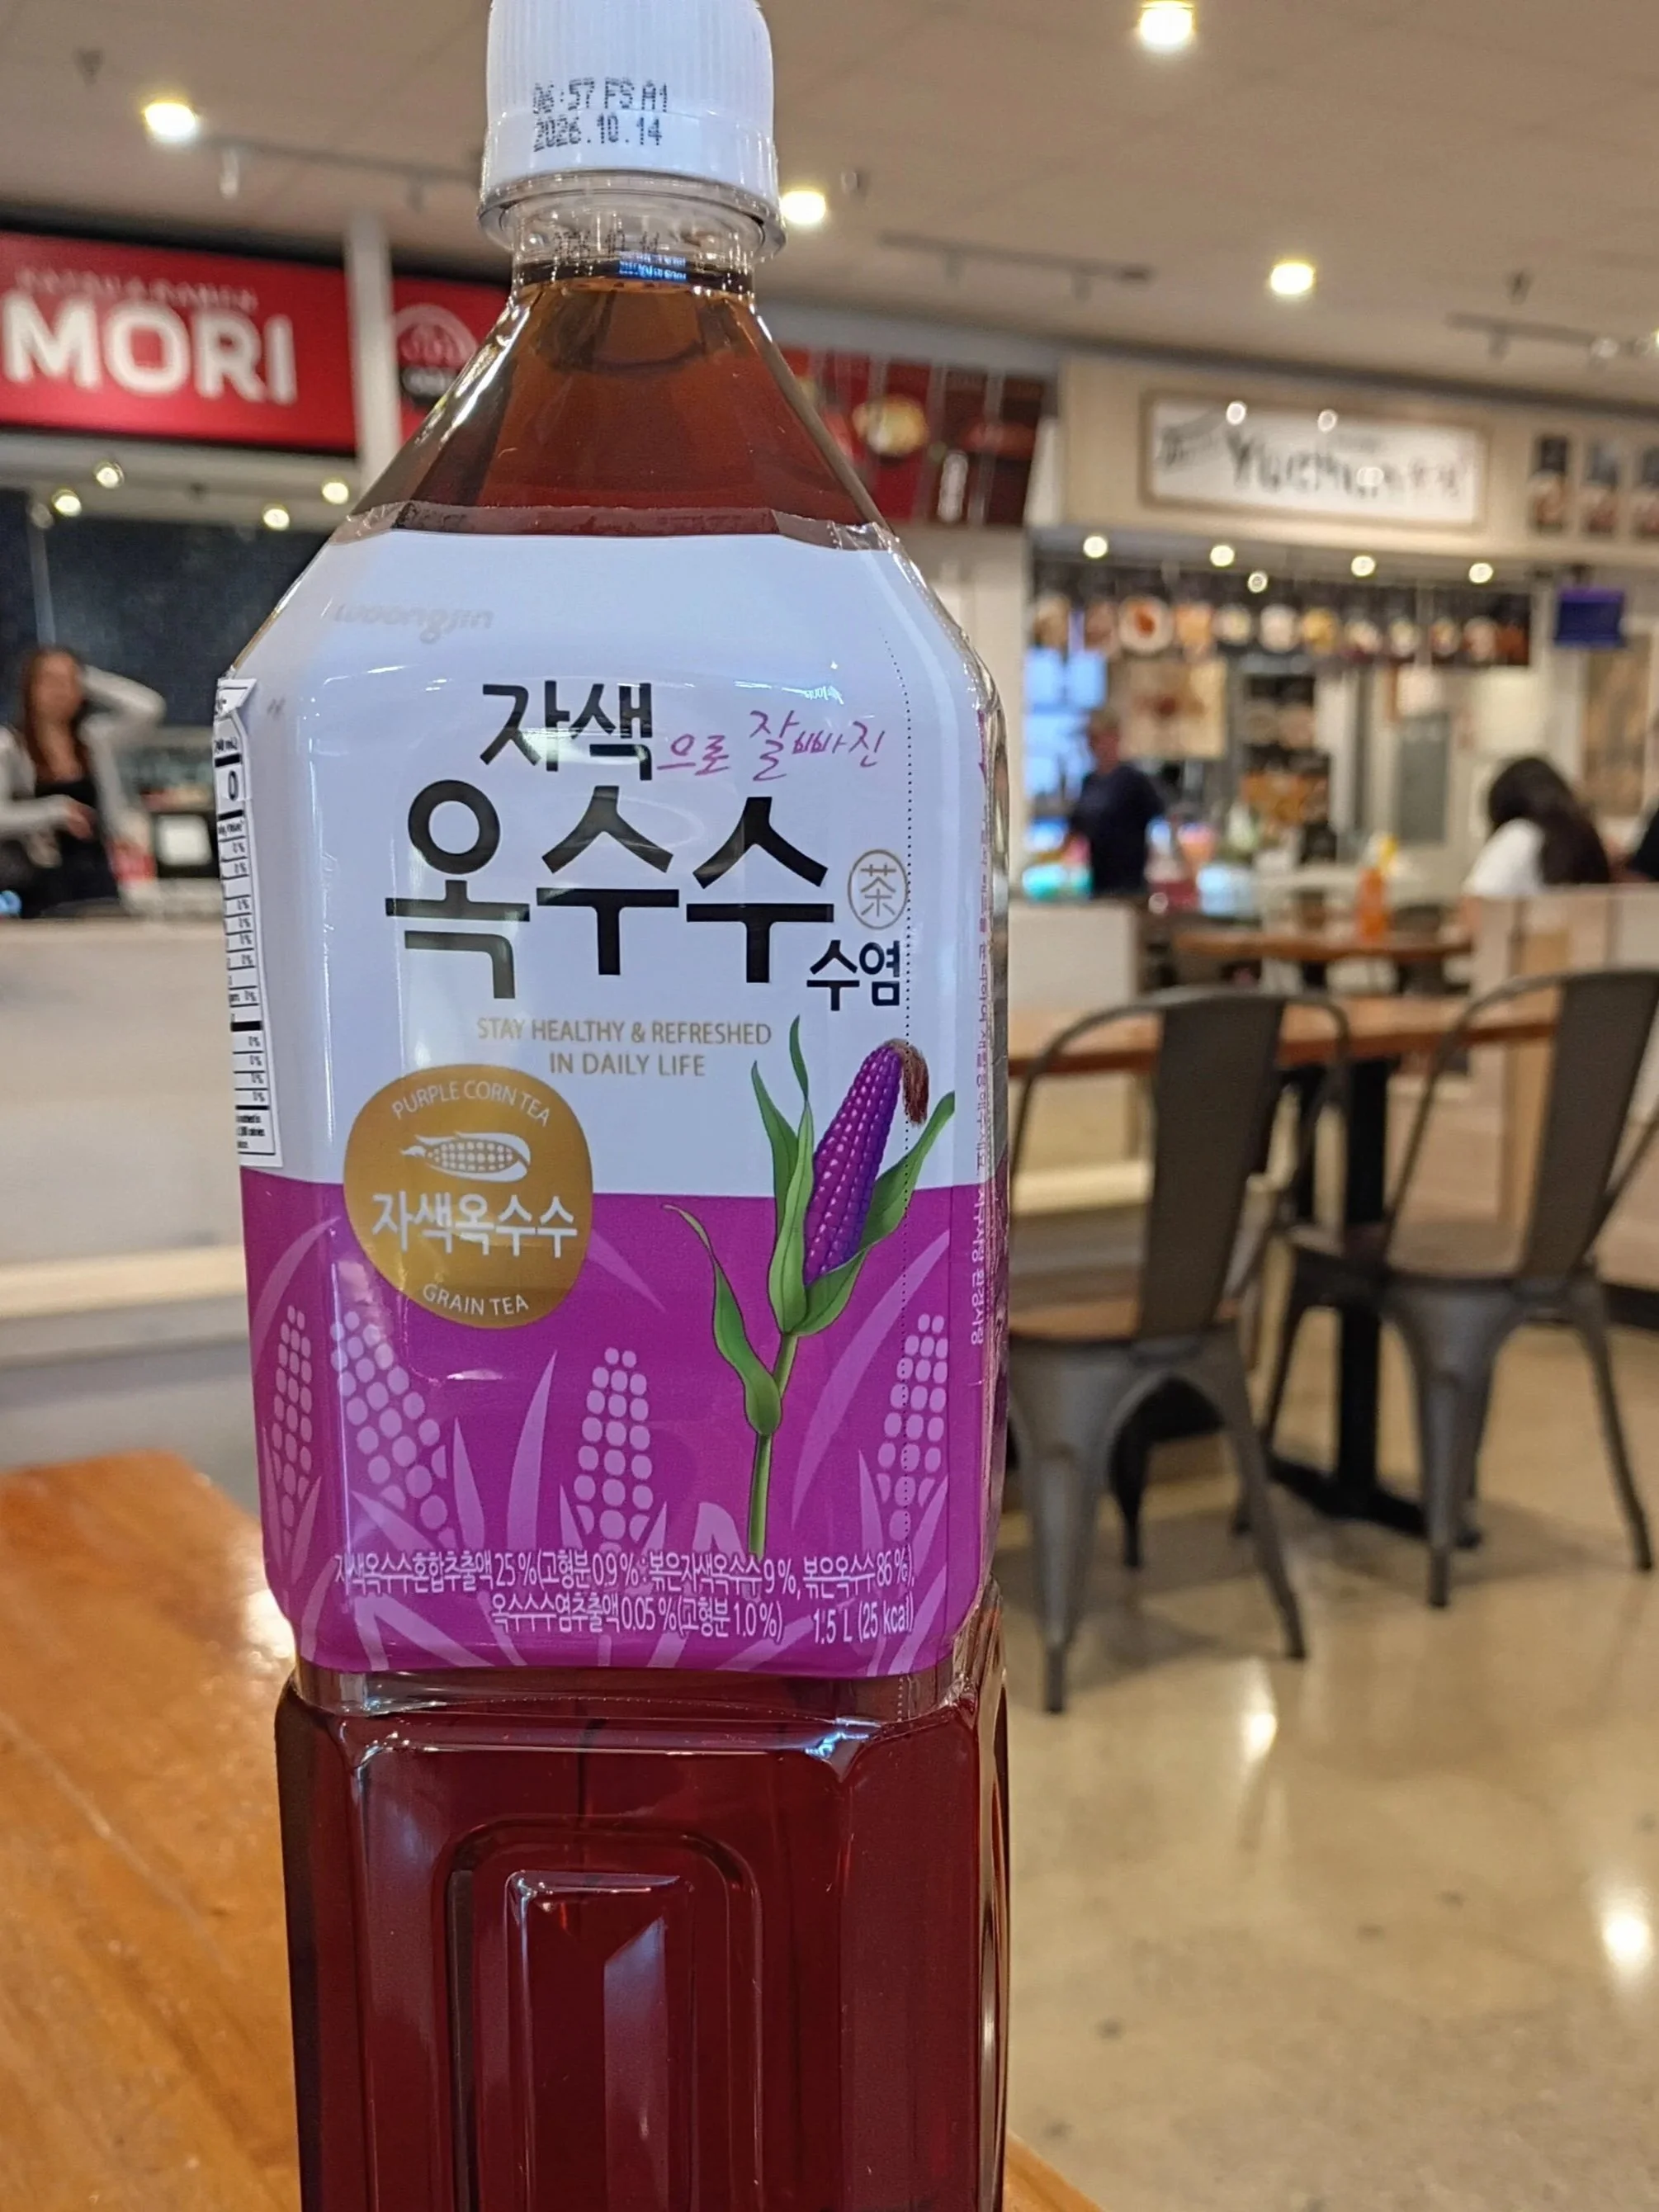 06:57 FS A1
2026.10.14
MORI
woongjin
자색으로 잘빠진
옥수수
茶
수염
STAY HEALTHY & REFRESHED
IN DAILY LIFE
PURPLE CORN TEA
자색옥수수
GRAIN TEA
자색옥수수혼합추출액 25 %(고형분 0.9 % : 볶은자색옥수수 9 %, 볶은옥수수 86 %),
옥수수수염추출액 0.05 %(고형분 1.0 %) 1.5 L (25 kcal)